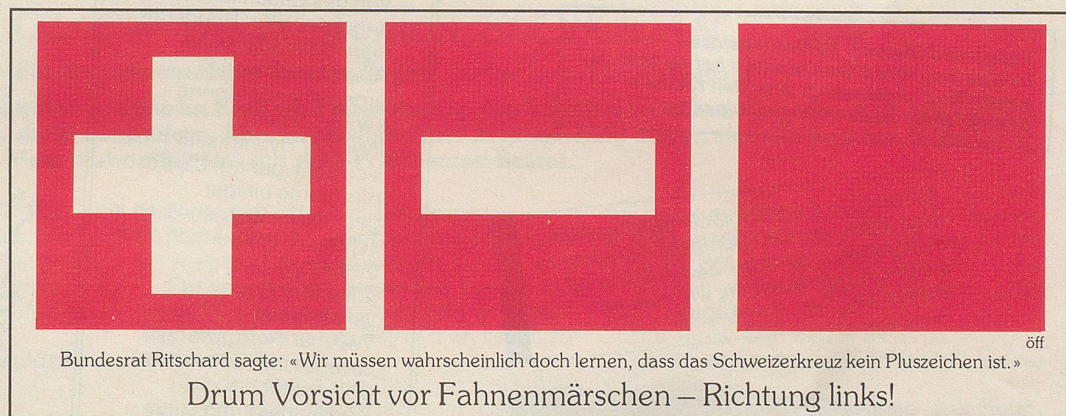 öff
Bundesrat Ritschard sagte: «Wir müssen wahrscheinlich doch lernen, dass das Schweizerkreuz kein Pluszeichen ist.»
Drum Vorsicht vor Fahnenmärschen – Richtung links!